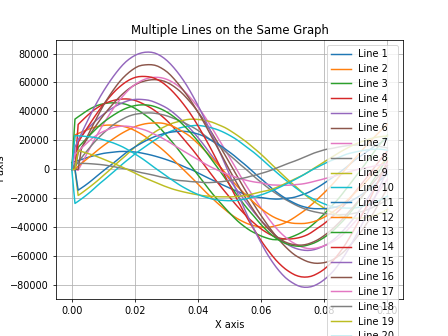 Multiple Lines on the Same Graph
80000
60000
40000
20000
0
−20000
−40000
−60000
−80000
0.00
0.02
0.04
0.06
0.08
X axis
Line 1
Line 2
Line 3
Line 4
Line 5
Line 6
Line 7
Line 8
Line 9
Line 10
Line 11
Line 12
Line 13
Line 14
Line 15
Line 16
Line 17
Line 18
Line 19
Line 20